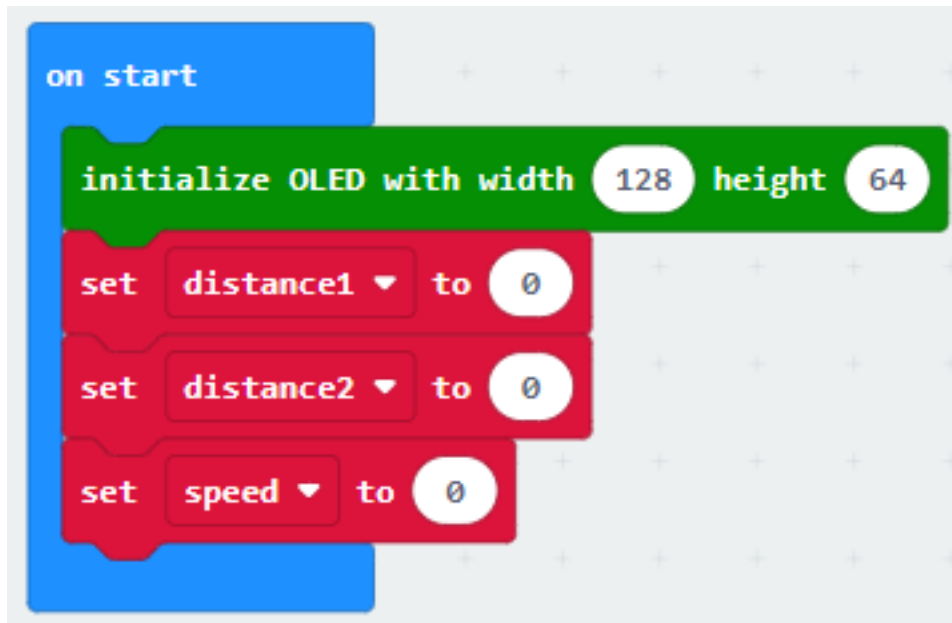 on start
initialize OLED with width 128 height 64
set distance1 to 0
set distance2 to 0
set speed to 0